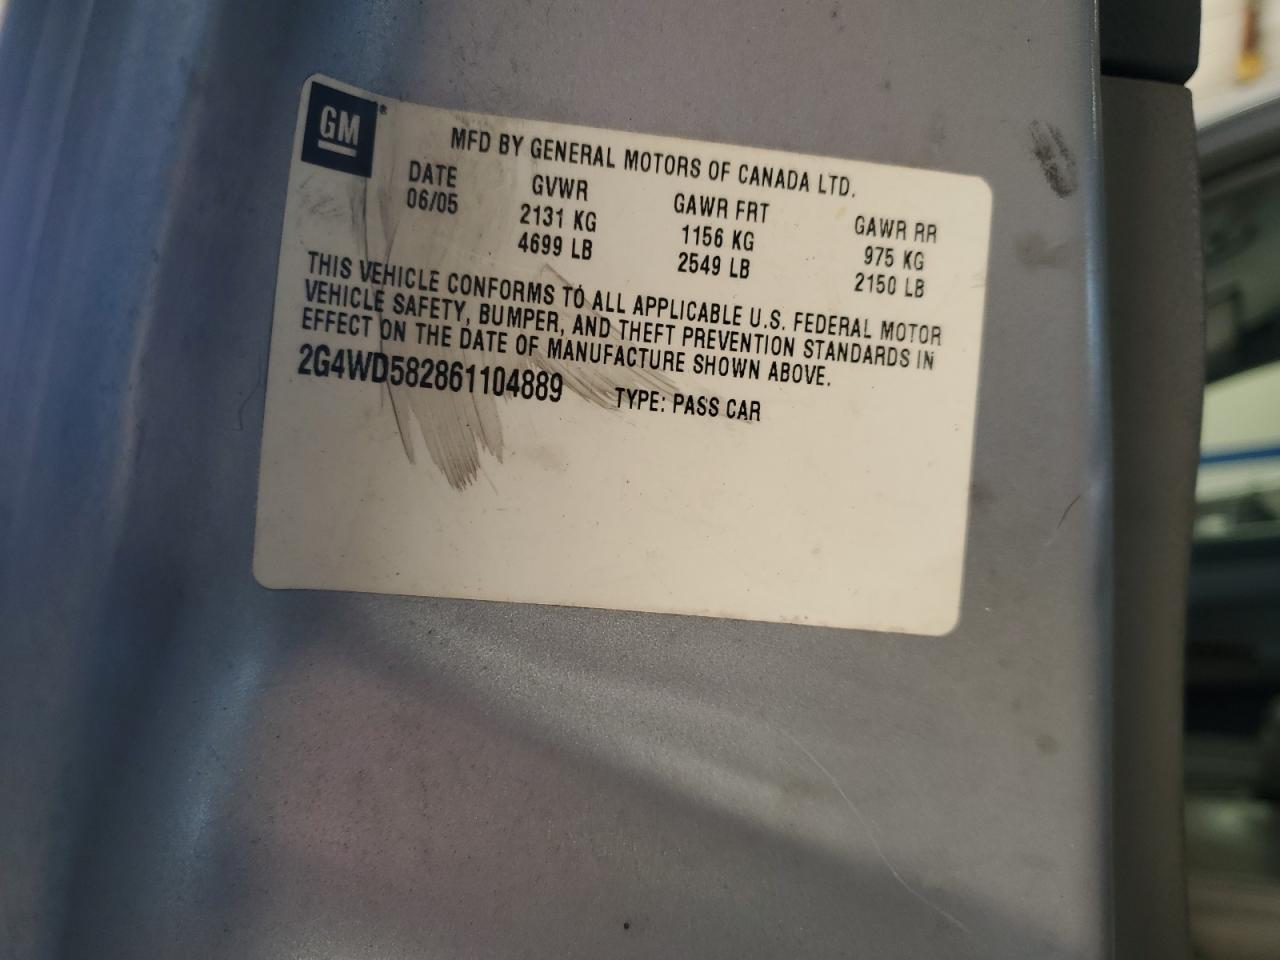 GM®
MFD BY GENERAL MOTORS OF CANADA LTD.
DATE GVWR GAWR FRT GAWR RR
06/05 2131 KG 1156 KG 975 KG
4699 LB 2549 LB 2150 LB
THIS VEHICLE CONFORMS TO ALL APPLICABLE U.S. FEDERAL MOTOR
VEHICLE SAFETY, BUMPER, AND THEFT PREVENTION STANDARDS IN
EFFECT ON THE DATE OF MANUFACTURE SHOWN ABOVE.
2G4WD582861104889 TYPE: PASS CAR